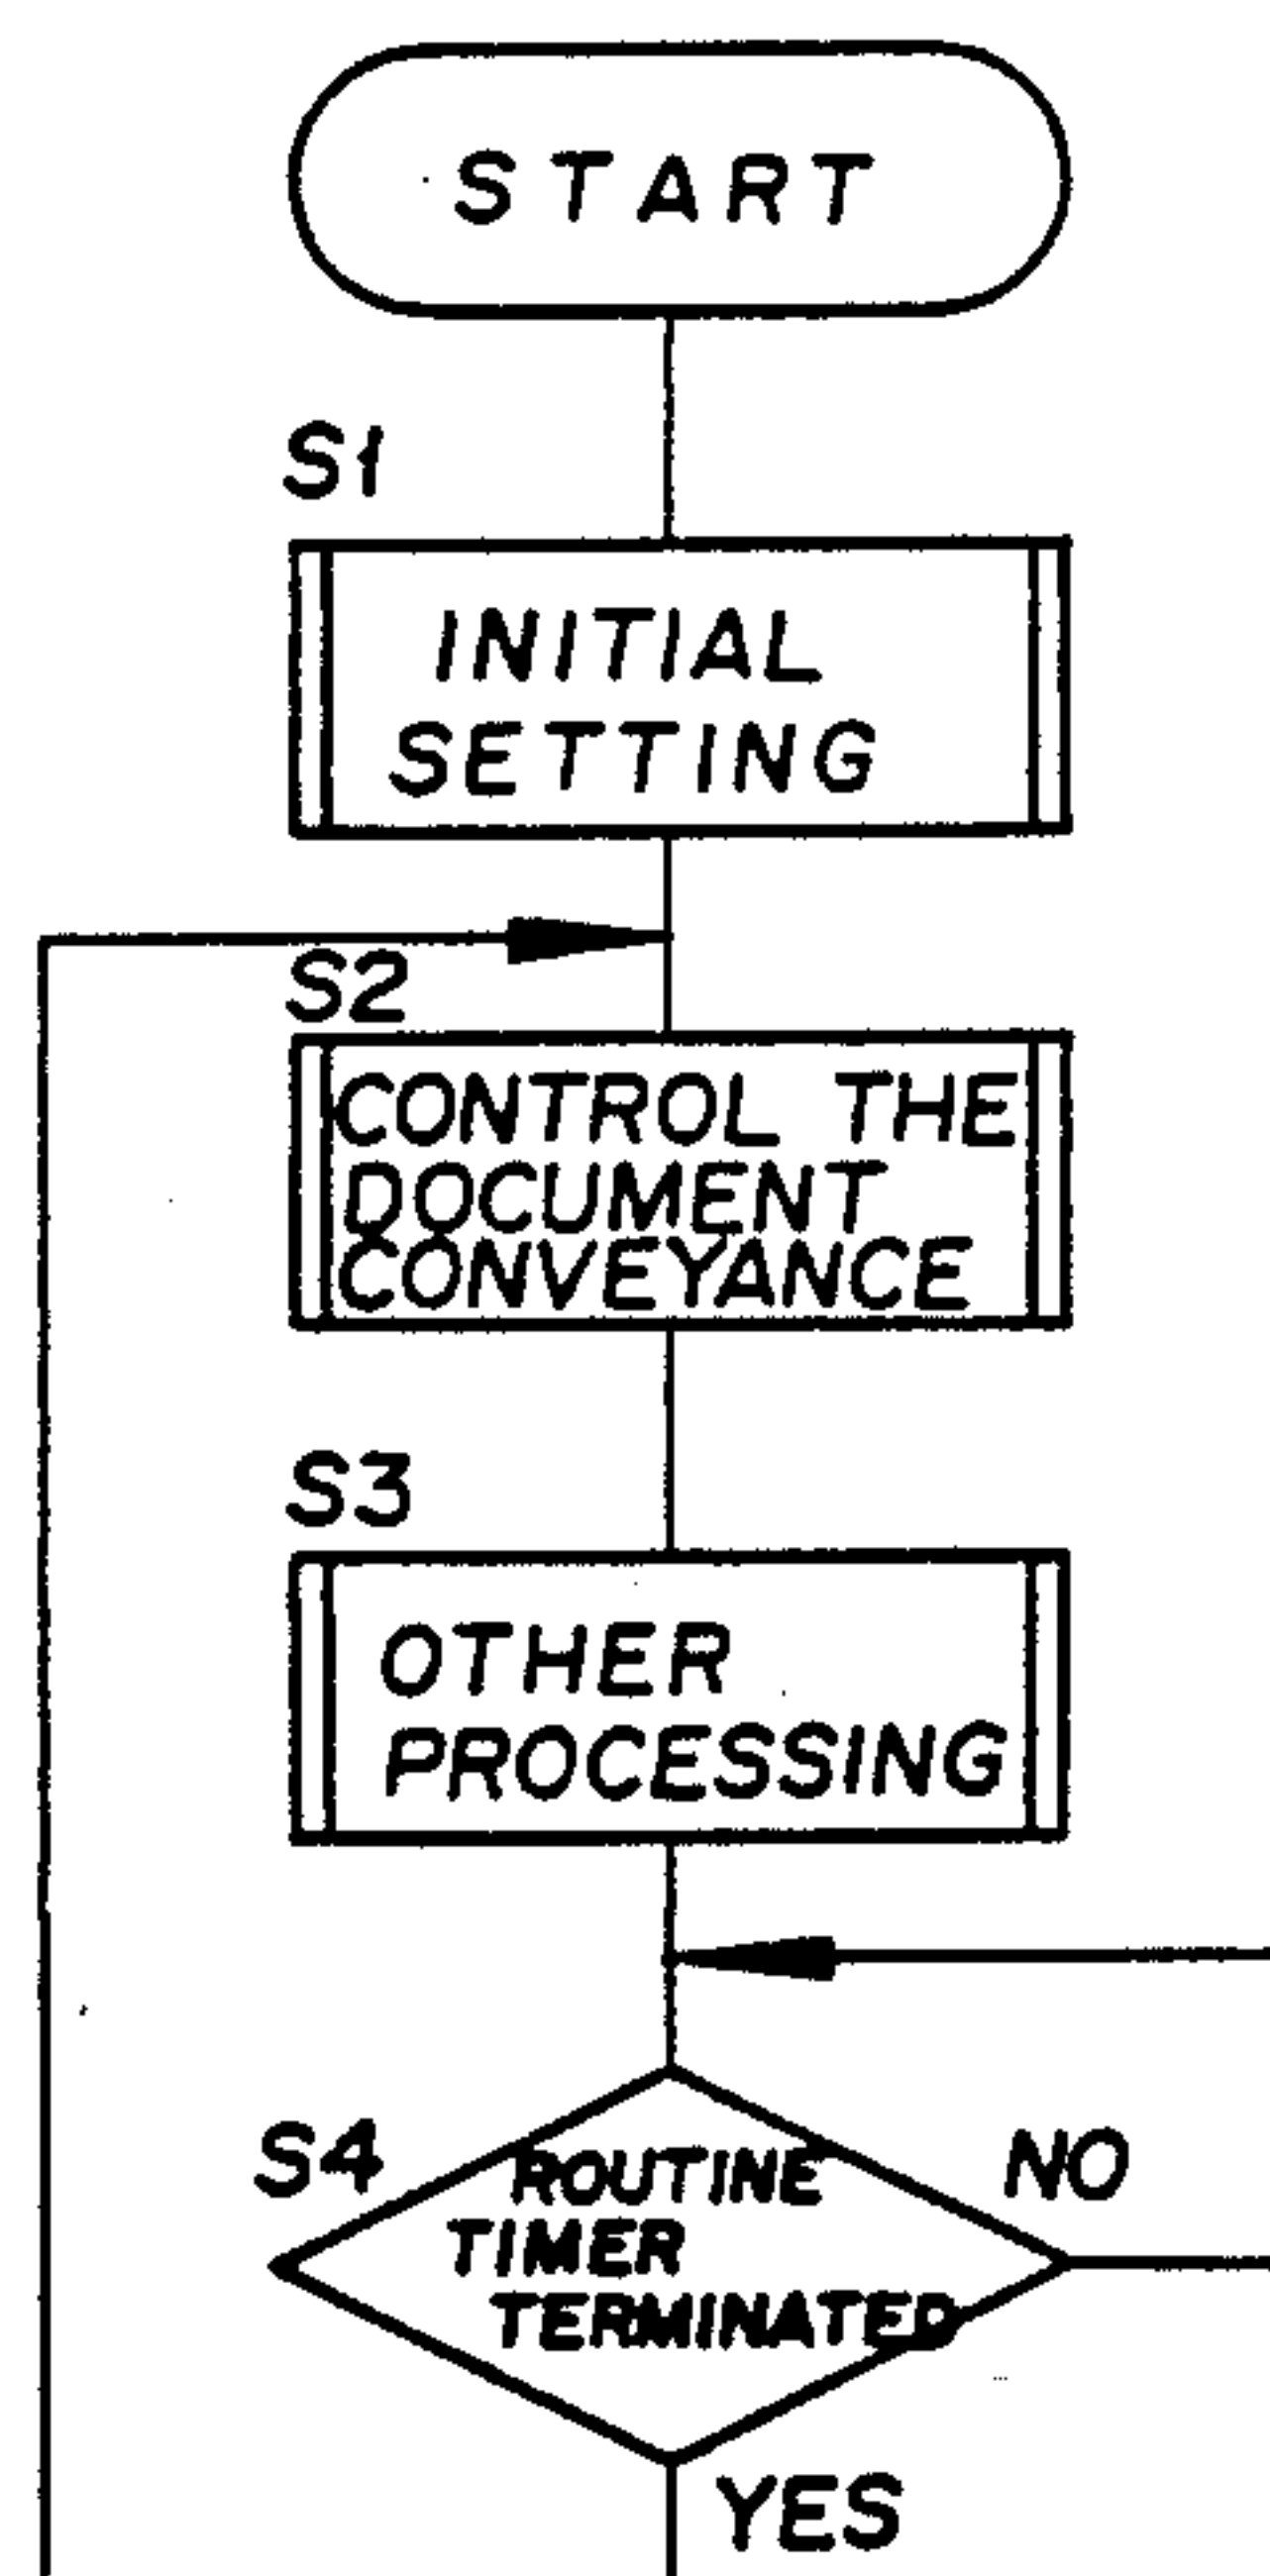 START
S1
INITIAL
SETTING
S2
CONTROL THE
DOCUMENT
CONVEYANCE
S3
OTHER
PROCESSING
S4
ROUTINE
TIMER
TERMINATED
NO
YES